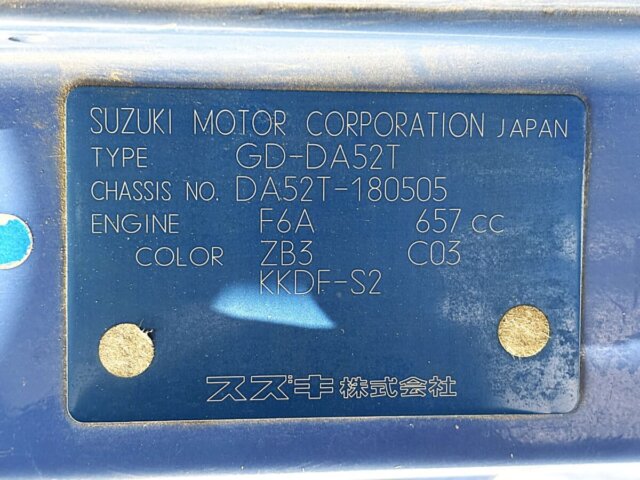 SUZUKI MOTOR CORPORATION JAPAN
TYPE GD-DA52T
CHASSIS NO. DA52T-180505
ENGINE F6A 657 CC
COLOR ZB3 C03
KKDF-S2
スズキ株式会社